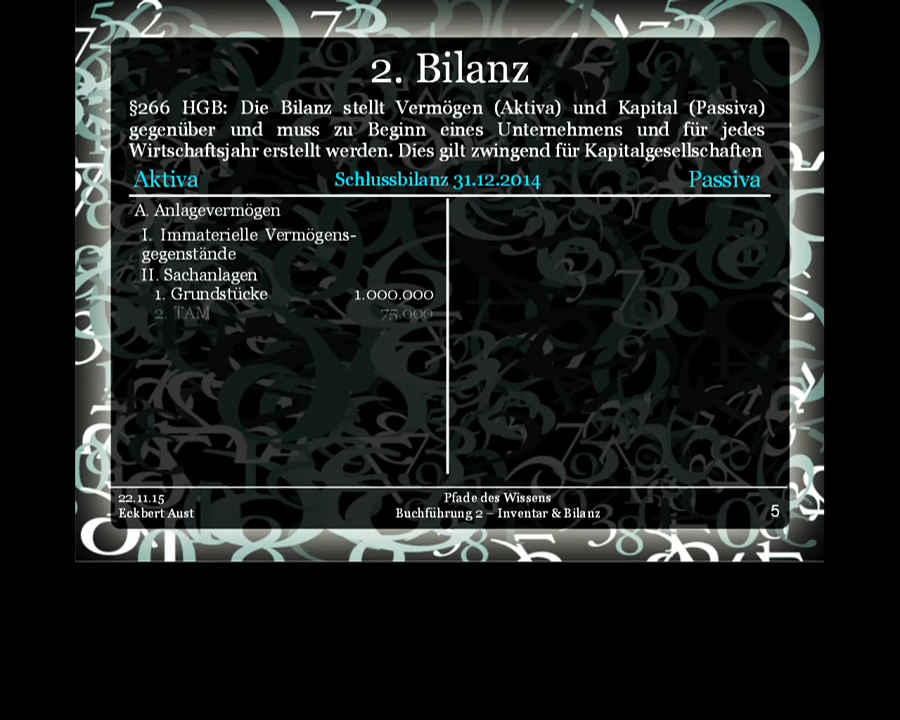 2. Bilanz
§266 HGB: Die Bilanz stellt Vermögen (Aktiva) und Kapital (Passiva)
gegenüber und muss zu Beginn eines Unternehmens und für jedes
Wirtschaftsjahr erstellt werden. Dies gilt zwingend für Kapitalgesellschaften
Aktiva Schlussbilanz 31.12.2014 Passiva
A. Anlagevermögen
I. Immaterielle Vermögens-
gegenstände
II. Sachanlagen
1. Grundstücke 1.000.000
2. TAM 75.000
22.11.15 Pfade des Wissens
Eckbert Aust Buchführung 2 – Inventar & Bilanz 5